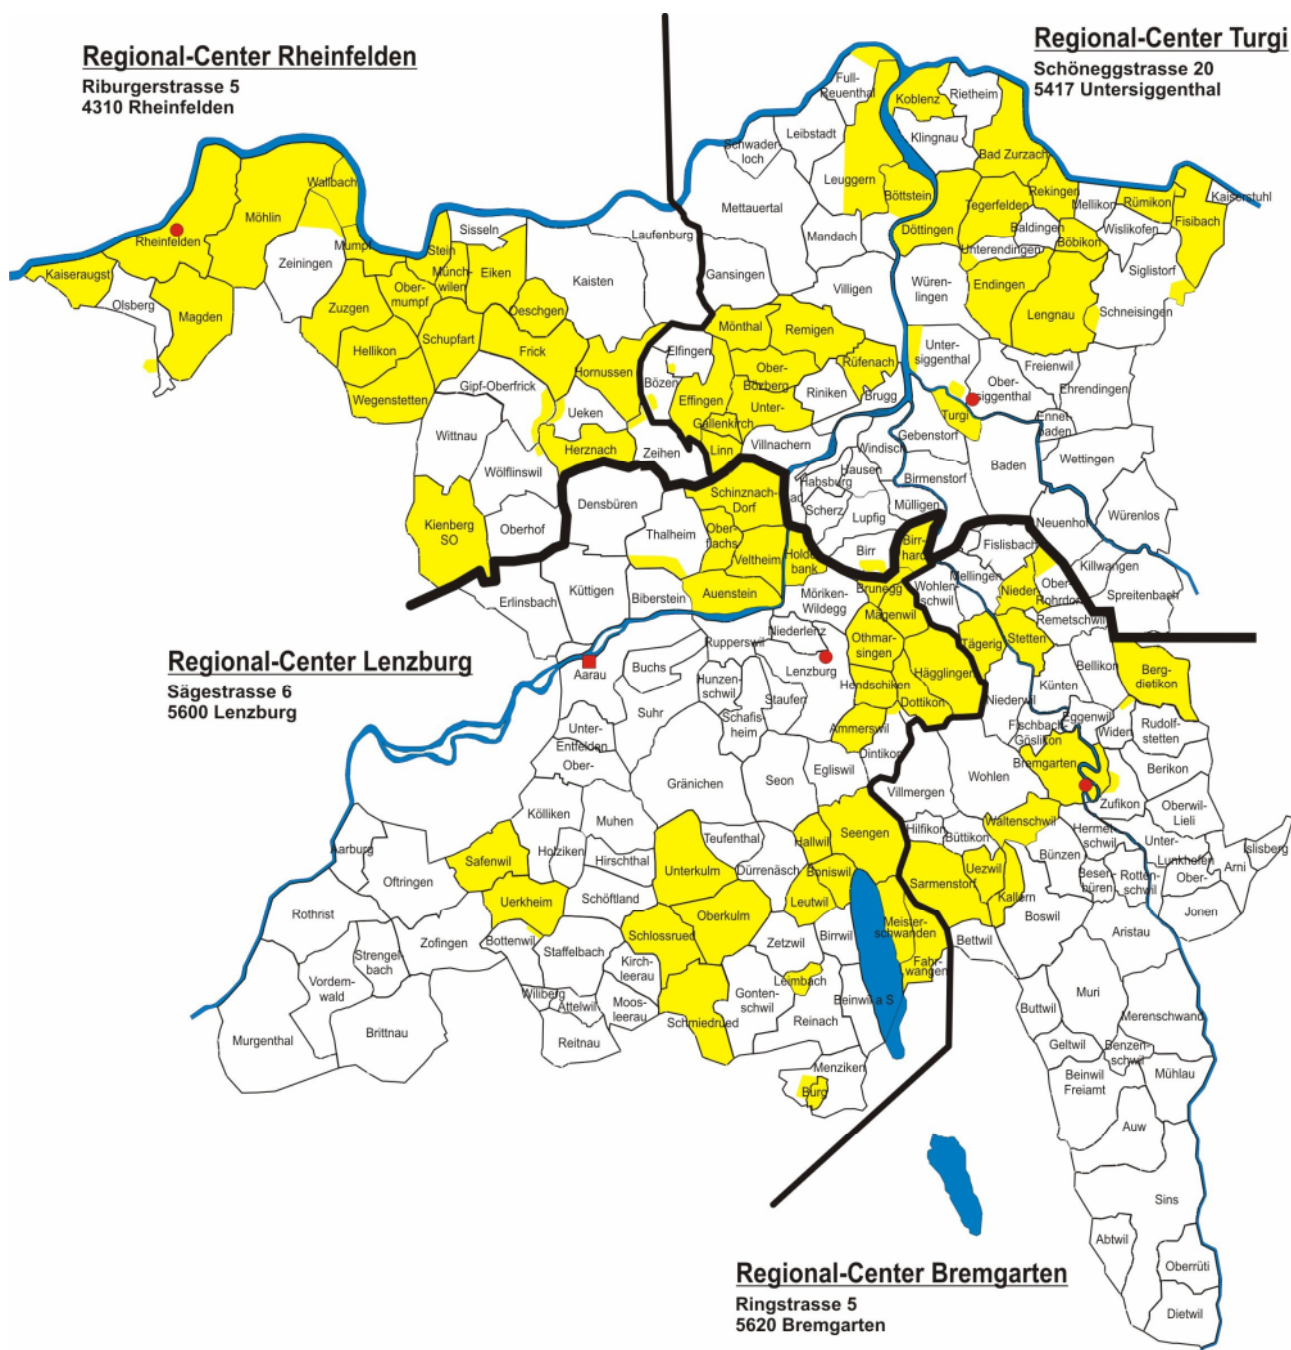 Regional-Center Rheinfelden
Riburgerstrasse 5
4310 Rheinfelden
Regional-Center Turgi
Schöneggstrasse 20
5417 Untersiggenthal
Full-
Reuenthal
Koblenz
Rietheim
Klingnau
Leibstadt
Schwader-
loch
Bad Zurzach
Leuggern
Böttstein
Wallbach
Möhlin
Rheinfelden
Mettauertal
Tegerfelden
Rekingen
Mellikon
Rümikon
Kaiserstuhl
Fisibach
Sisseln
Laufenburg
Mandach
Döttingen
Baldingen
Wislikofen
Böbikon
Unterendingen
Mumpf
Stein
Zeiningen
Kaiseraugst
Olsberg
Magden
Münch-
wilen
Eiken
Ober-
mumpf
Kaisten
Gansingen
Villigen
Würen-
lingen
Endingen
Siglistorf
Lengnau
Schneisingen
Zuzgen
Oeschgen
Schupfart
Frick
Hellikon
Wegenstetten
Hornussen
Mönthal
Remigen
Elfingen
Bözen
Ober-
Bözberg
Rüfenach
Unter-
siggenthal
Ober-
siggenthal
Freienwil
Ehrendingen
Gipf-Oberfrick
Ueken
Effingen
Unter-
Riniken
Brugg
Turgi
Ennet-
baden
Gallenkirch
Linn
Villnachern
Windisch
Gebenstorf
Wittnau
Herznach
Zeihen
Wölflinswil
Hausen
Habsburg
Birmenstorf
Baden
Wettingen
Kienberg
SO
Oberhof
Densbüren
Thalheim
Schinznach-
Dorf
ad
Scherz
Lupfig
Mülligen
Neuenhof
Würenlos
Ober-
flachs
Veltheim
Holder-
bank
Birr
Birr-
hard
Fislisbach
Killwangen
Mellingen
Wohlen-
schwil
Nieder-
Ober-
Rohrdorf
Spreitenbach
Erlinsbach
Küttigen
Biberstein
Auenstein
Möriken-
Wildegg
Brunegg
Mägenwil
Remetschwil
Stetten
Tägerig
Rupperswil
Niederlenz
Othmar-
singen
Hägglingen
Bellikon
Berg-
dietikon
Regional-Center Lenzburg
Sägestrasse 6
5600 Lenzburg
Aarau
Buchs
Hunzen-
schwil
Lenzburg
Staufen
Hendschiken
Dottikon
Niederwil
Künten
Suhr
Schafis-
heim
Ammerswil
Fischbach-
Göslikon
Eggenwil
Widen
Rudolf-
stetten
Unter-
Entfelden
Ober-
Dintikon
Bremgarten
Berikon
Gränichen
Seon
Egliswil
Villmergen
Wohlen
Zufikon
Oberwil-
Lieli
Kölliken
Muhen
Teufenthal
Hallwil
Seengen
Hilfikon
Büttikon
Waltenschwil
Hermet-
schwil
Unter-
Lunkhofen
Ober-
Islisberg
Arni
Aarburg
Oftringen
Safenwil
Holziken
Hirschthal
Unterkulm
Dürrenäsch
Boniswil
Sarmenstorf
Uezwil
Bünzen
Besen-
büren
Rotten-
schwil
Uerkheim
Schöftland
Leutwil
Kallern
Jonen
Rothrist
Oberkulm
Meister-
schwanden
Boswil
Aristau
Zofingen
Bottenwil
Staffelbach
Schlossrued
Zetzwil
Birrwil
Bettwil
Strengel-
bach
Kirch-
leerau
Fahr-
wangen
Vordem-
wald
Wiliberg
Attelwil
Moos-
leerau
Leimbach
Gonten-
schwil
Beinwil a S
Muri
Buttwil
Merenschwand
Murgenthal
Brittnau
Reitnau
Schmiedrued
Reinach
Geltwil
Benzen-
schwil
Menziken
Burg
Beinwil
Freiamt
Mühlau
Auw
Sins
Abtwil
Oberrüti
Dietwil
Regional-Center Bremgarten
Ringstrasse 5
5620 Bremgarten